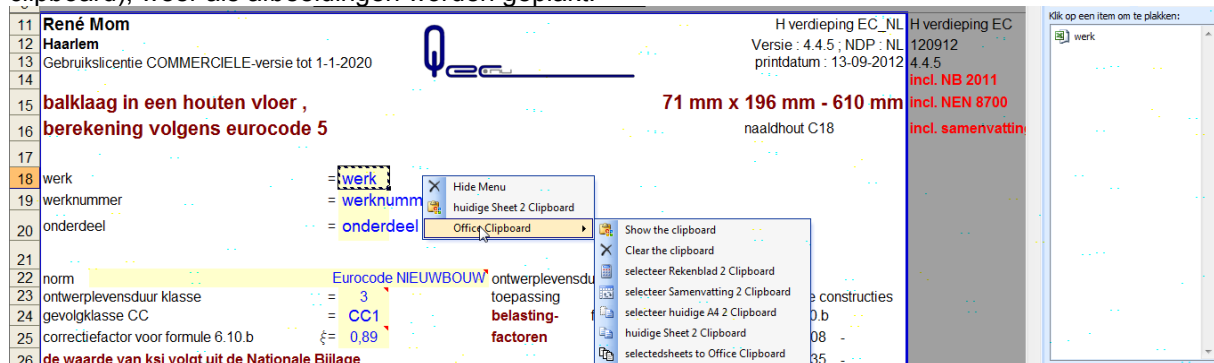 clipboard), weer als afbeeldingen worden geplakt.
11 René Mom H verdieping EC_NL H verdieping EC
12 Haarlem Versie : 4.4.5 ; NDP : NL 120912
13 Gebruikslicentie COMMERCIELE-versie tot 1-1-2020 printdatum : 13-09-2012 4.4.5
14 incl. NB 2011
15 balklaag in een houten vloer , 71 mm x 196 mm - 610 mm incl. NEN 8700
16 berekening volgens eurocode 5 naaldhout C18 incl. samenvattin
17
18 werk = werk
19 werknummer = werknumm
20 onderdeel = onderdeel
21
22 norm Eurocode NIEUWBOUW ontwerplevensdu
23 ontwerplevensduur klasse = 3 toepassing constructies
24 gevolgklasse CC = CC1 belasting- 0.b
25 correctiefactor voor formule 6.10.b ξ= 0,89 factoren 08 -
26 de waarde van ksi volgt uit de Nationale Bijlage 35 -
Hide Menu
huidige Sheet 2 Clipboard
Office Clipboard
Show the clipboard
Clear the clipboard
selecteer Rekenblad 2 Clipboard
selecteer Samenvatting 2 Clipboard
selecteer huidige A4 2 Clipboard
huidige Sheet 2 Clipboard
selectedsheets to Office Clipboard
Klik op een item om te plakken:
werk